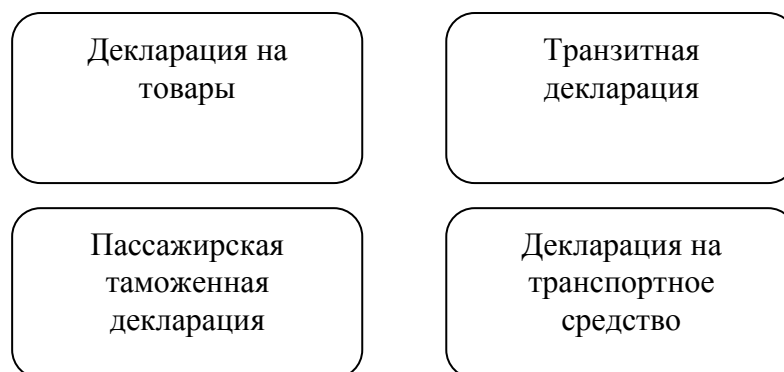 Декларация на
товары
Транзитная
декларация
Пассажирская
таможенная
декларация
Декларация на
транспортное
средство